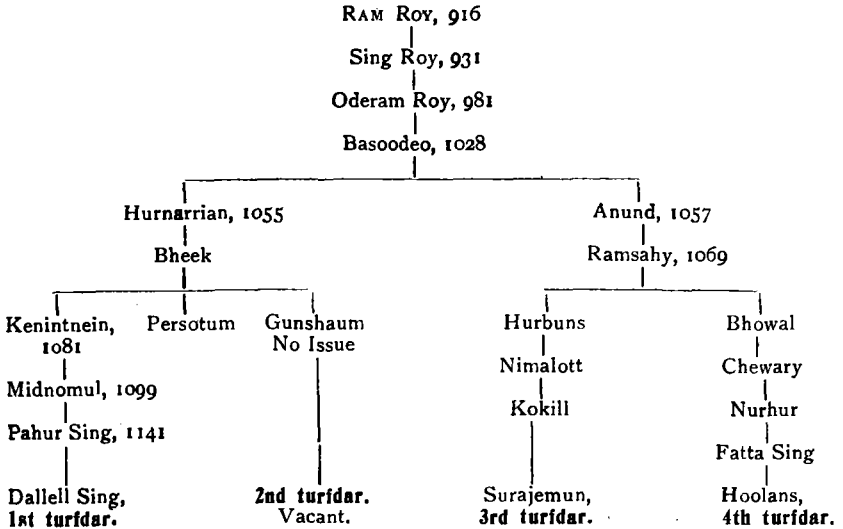 RAM ROY, 916
Sing Roy, 931
Oderam Roy, 981
Basoodeo, 1028
Hurnarrian, 1055
Anund, 1057
Bheek
Ramsahy, 1069
Kenintnein,
1081
Persotum
Gunshaum
No Issue
Hurbuns
Bhowal
Midnomul, 1099
Nimalott
Chewary
Pahur Sing, 1141
Kokill
Nurhur
Fatta Sing
Dallell Sing,
1st turfdar.
2nd turfdar.
Vacant.
Surajemun,
3rd turfdar.
Hoolans,
4th turfdar.